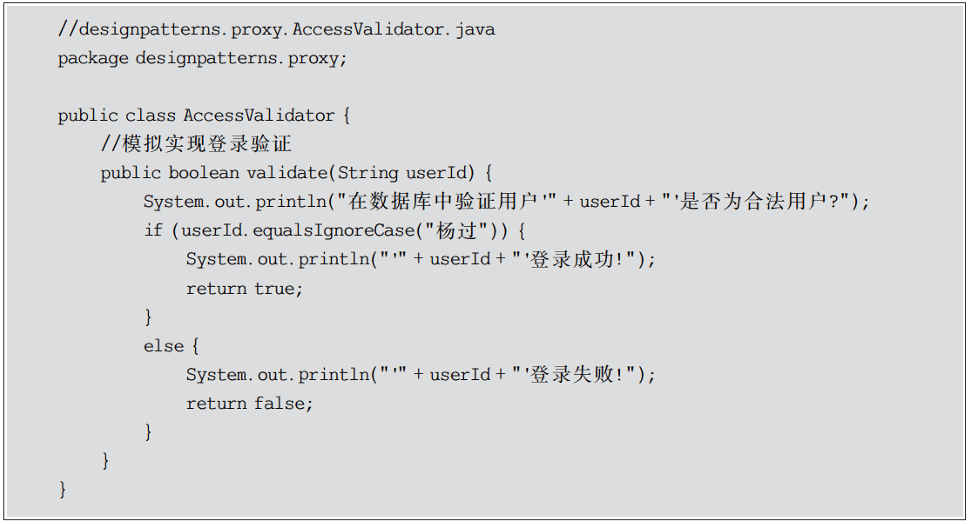 //designpatterns.proxy.AccessValidator.java
package designpatterns.proxy;

public class AccessValidator {
    //模拟实现登录验证
    public boolean validate(String userId) {
        System.out.println("在数据库中验证用户'" + userId + "'是否为合法用户?");
        if (userId.equalsIgnoreCase("杨过")) {
            System.out.println("'" + userId + "'登录成功!");
            return true;
        }
        else {
            System.out.println("'" + userId + "'登录失败!");
            return false;
        }
    }
}